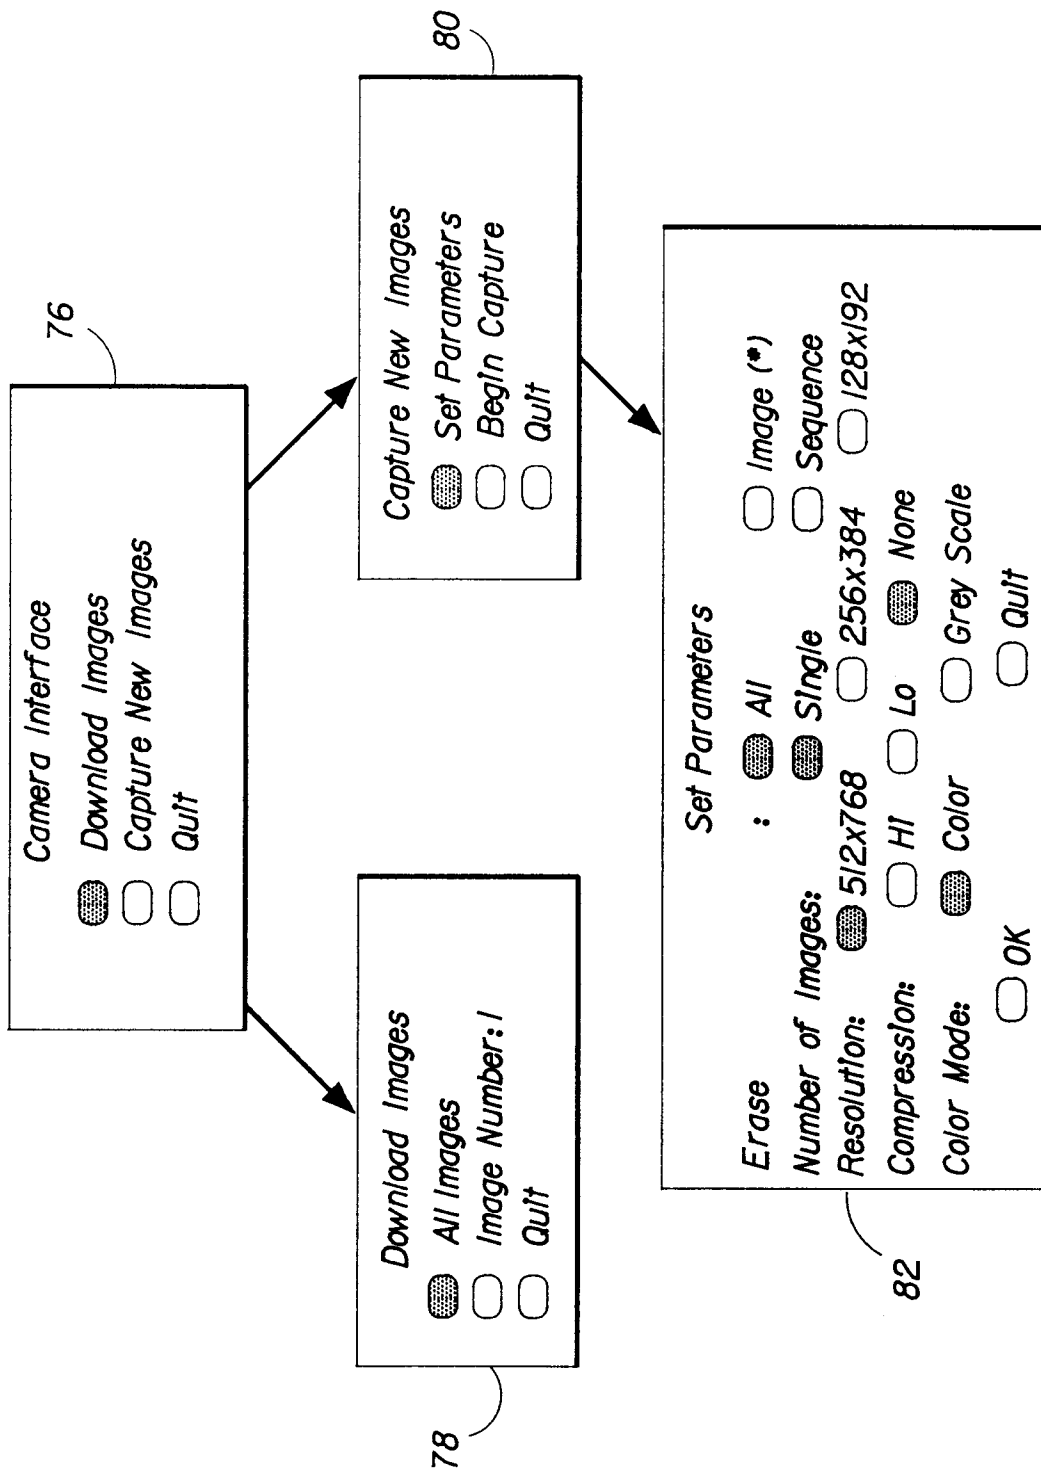 76
Camera Interface
Download Images
Capture New Images
Quit
78
Download Images
All Images
Image Number: 1
Quit
80
Capture New Images
Set Parameters
Begin Capture
Quit
82
Set Parameters
Erase : All Image (*)
Number of Images: Single Sequence
Resolution: 512x768 256x384 128x192
Compression: Hi Lo None
Color Mode: Color Grey Scale
OK Quit